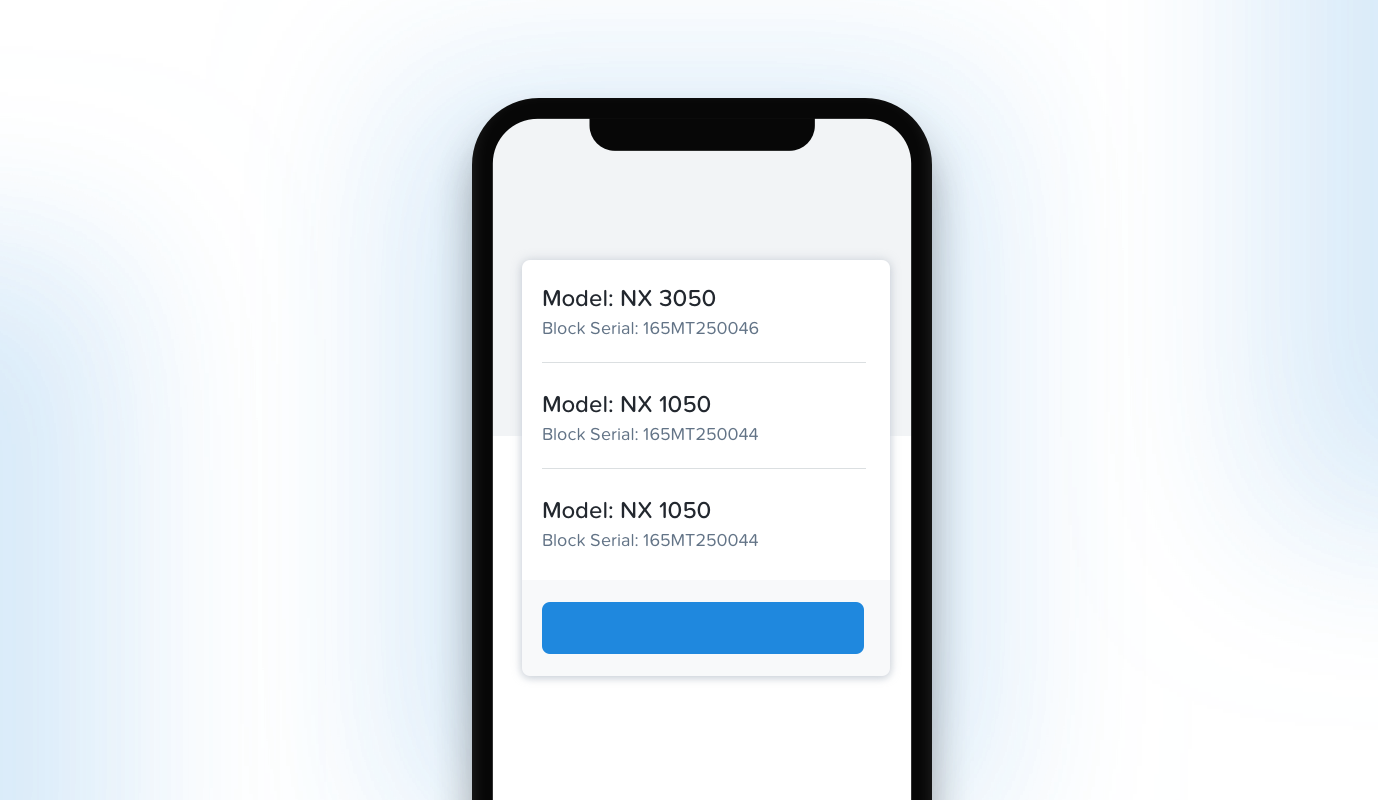 Model: NX 3050
Block Serial: 165MT250046
Model: NX 1050
Block Serial: 165MT250044
Model: NX 1050
Block Serial: 165MT250044